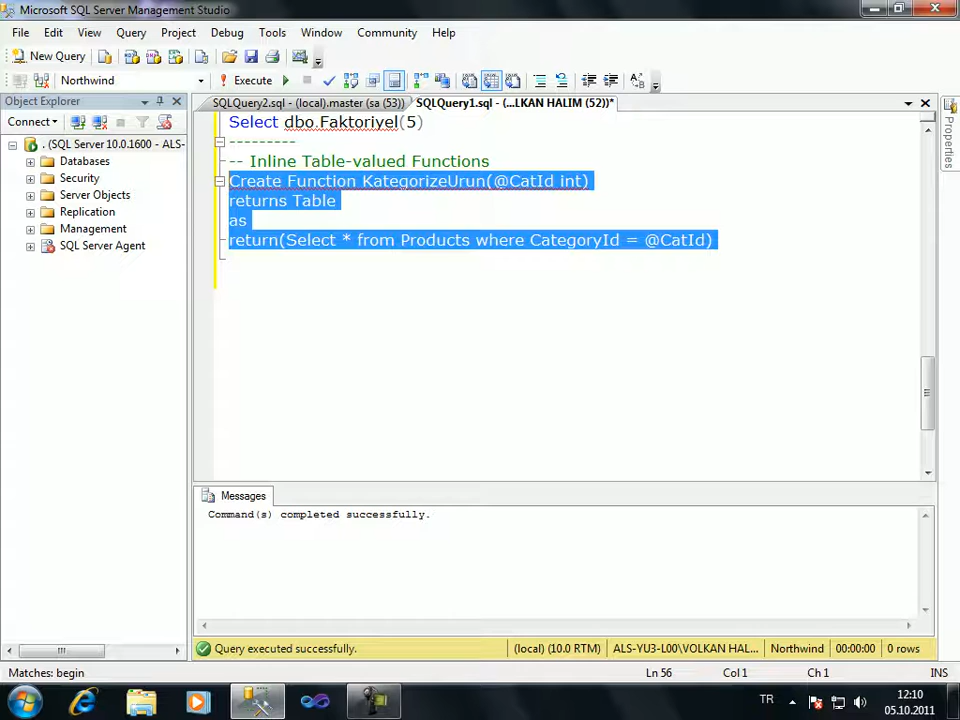 Microsoft SQL Server Management Studio
File Edit View Query Project Debug Tools Window Community Help
New Query
Northwind Execute
Object Explorer
SQLQuery2.sql - (local).master (sa (53))
SQLQuery1.sql - (...LKAN HALIM (52))*
Connect
. (SQL Server 10.0.1600 - ALS-
Databases
Security
Server Objects
Replication
Management
SQL Server Agent
Select dbo.Faktoriyel(5)
---------
-- Inline Table-valued Functions
Create Function KategorizeUrun(@CatId int)
returns Table
as
return(Select * from Products where CategoryId = @CatId)
Properties
Messages
Command(s) completed successfully.
Query executed successfully. (local) (10.0 RTM) ALS-YU3-L00\VOLKAN HAL... Northwind 00:00:00 0 rows
Matches: begin Ln 56 Col 1 Ch 1 INS
TR
12:10
05.10.2011